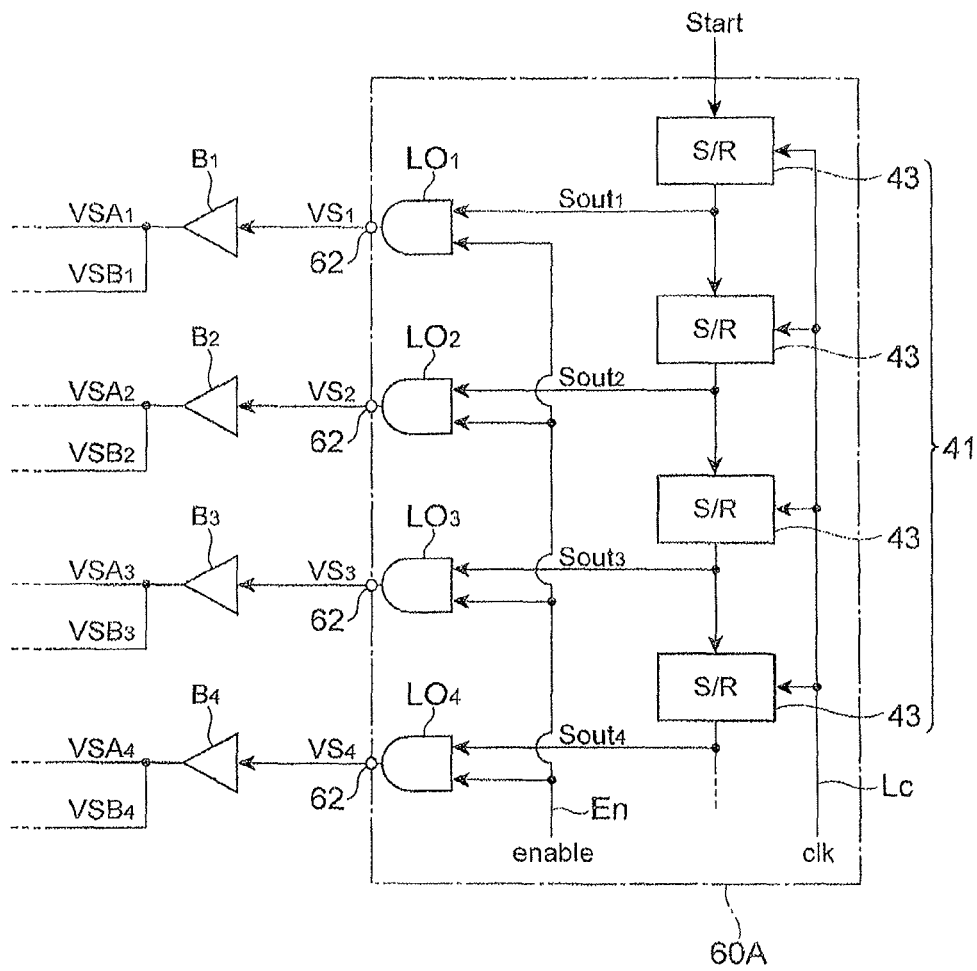 Start
S/R
43
B1
LO1
VSA1
VS1
Sout1
VSB1
62
S/R
43
B2
LO2
VSA2
VS2
Sout2
VSB2
62
41
S/R
43
B3
LO3
VSA3
VS3
Sout3
VSB3
62
S/R
43
B4
LO4
VSA4
VS4
Sout4
VSB4
62
En
Lc
enable
clk
60A